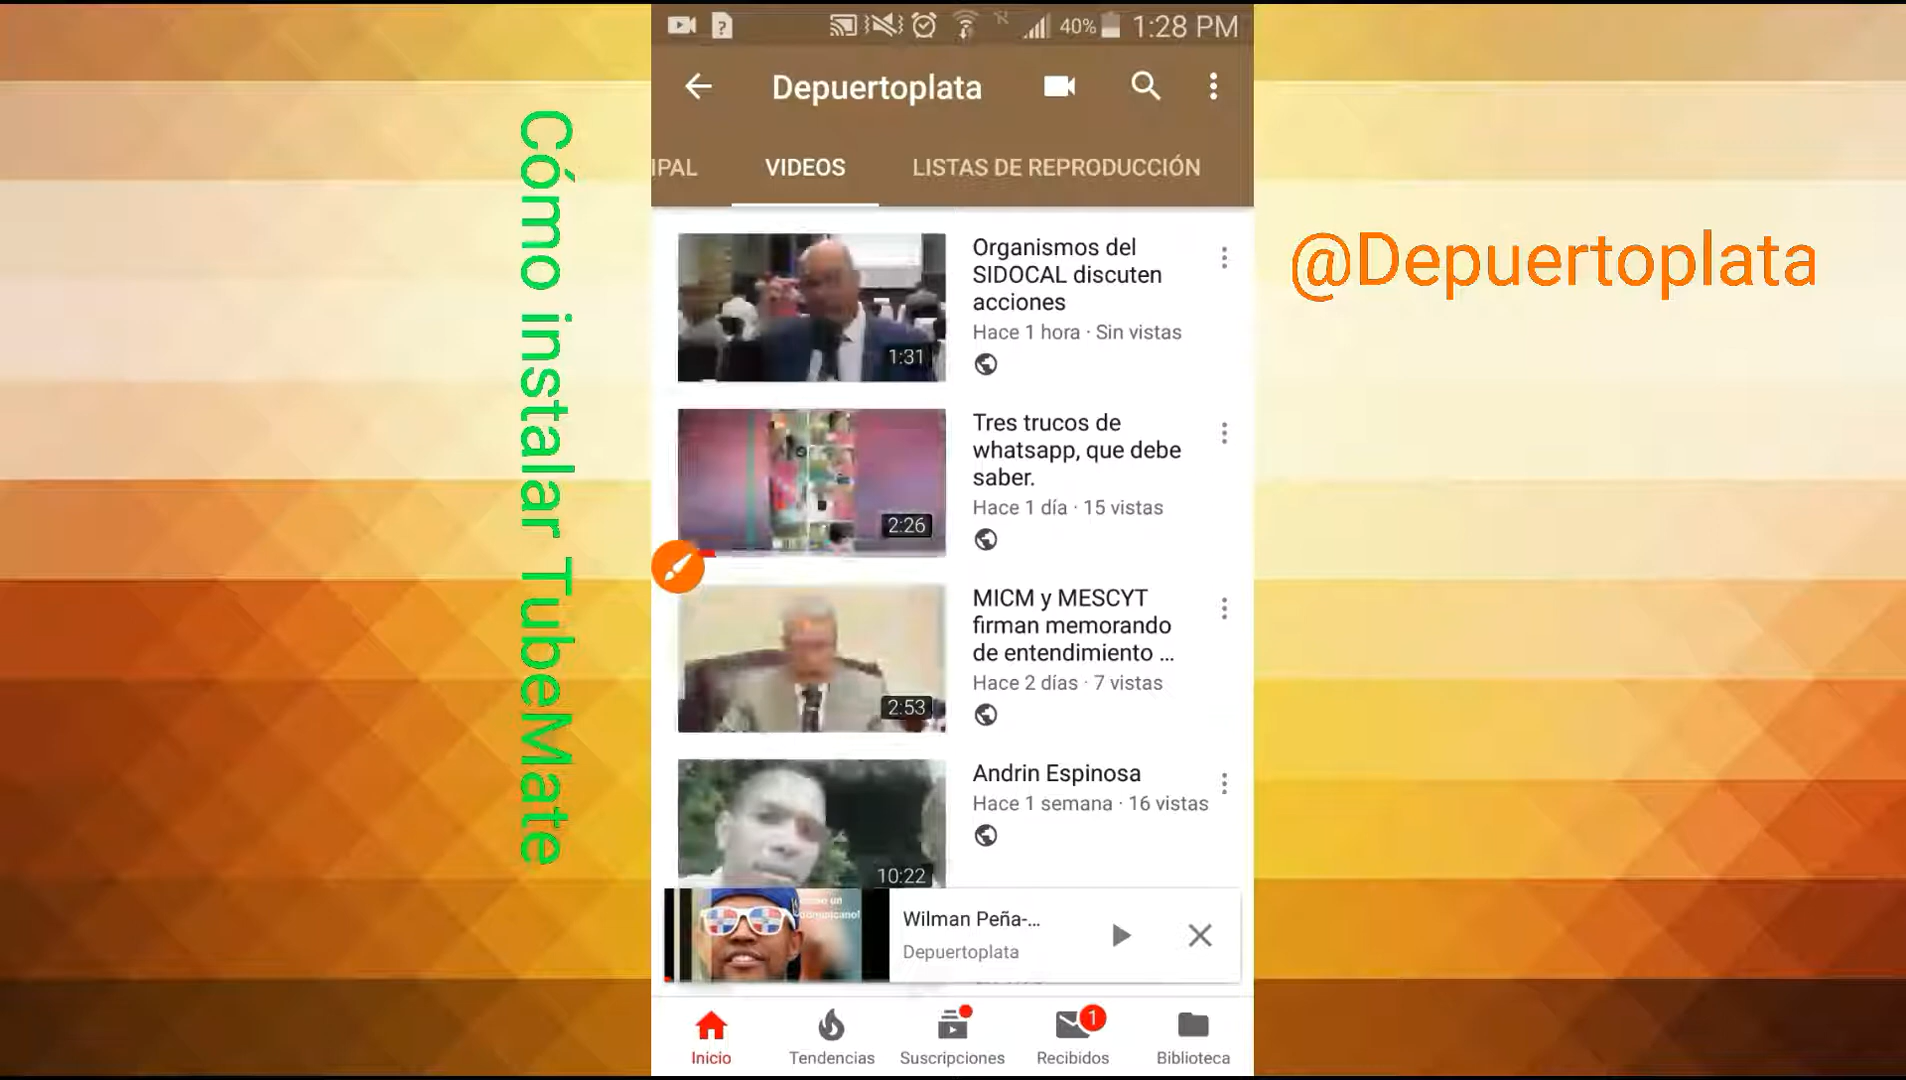 Cómo instalar TubeMate
40% 1:28 PM
Depuertoplata
IPAL VIDEOS LISTAS DE REPRODUCCIÓN
@Depuertoplata
Organismos del
SIDOCAL discuten
acciones
Hace 1 hora · Sin vistas
1:31
Tres trucos de
whatsapp, que debe
saber.
Hace 1 día · 15 vistas
2:26
MICM y MESCYT
firman memorando
de entendimiento ...
Hace 2 días · 7 vistas
2:53
Andrin Espinosa
Hace 1 semana · 16 vistas
10:22
Wilman Peña-...
Depuertoplata
1
Inicio Tendencias Suscripciones Recibidos Biblioteca